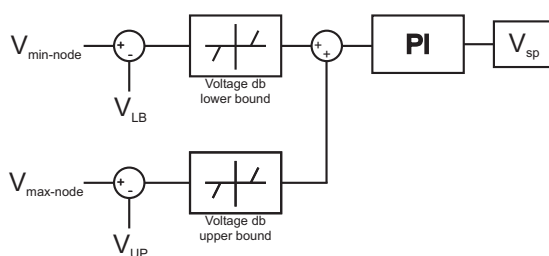 V min-node
+
-
V LB
Voltage db
lower bound
+
+
PI
V sp
V max-node
+
-
V UP
Voltage db
upper bound